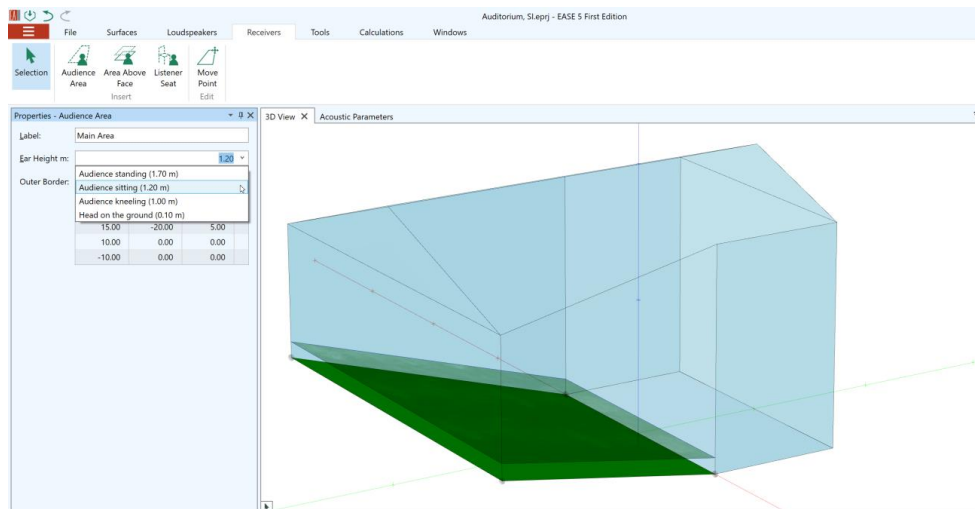 Auditorium, SI.eprj - EASE 5 First Edition
File Surfaces Loudspeakers Receivers Tools Calculations Windows
Selection Audience Area Area Above Face Listener Seat Move Point
Insert Edit
Properties - Audience Area
3D View Acoustic Parameters
Label: Main Area
Ear Height m: 1.20
Outer Border:
Audience standing (1.70 m)
Audience sitting (1.20 m)
Audience kneeling (1.00 m)
Head on the ground (0.10 m)
15.00 -20.00 5.00
10.00 0.00 0.00
-10.00 0.00 0.00